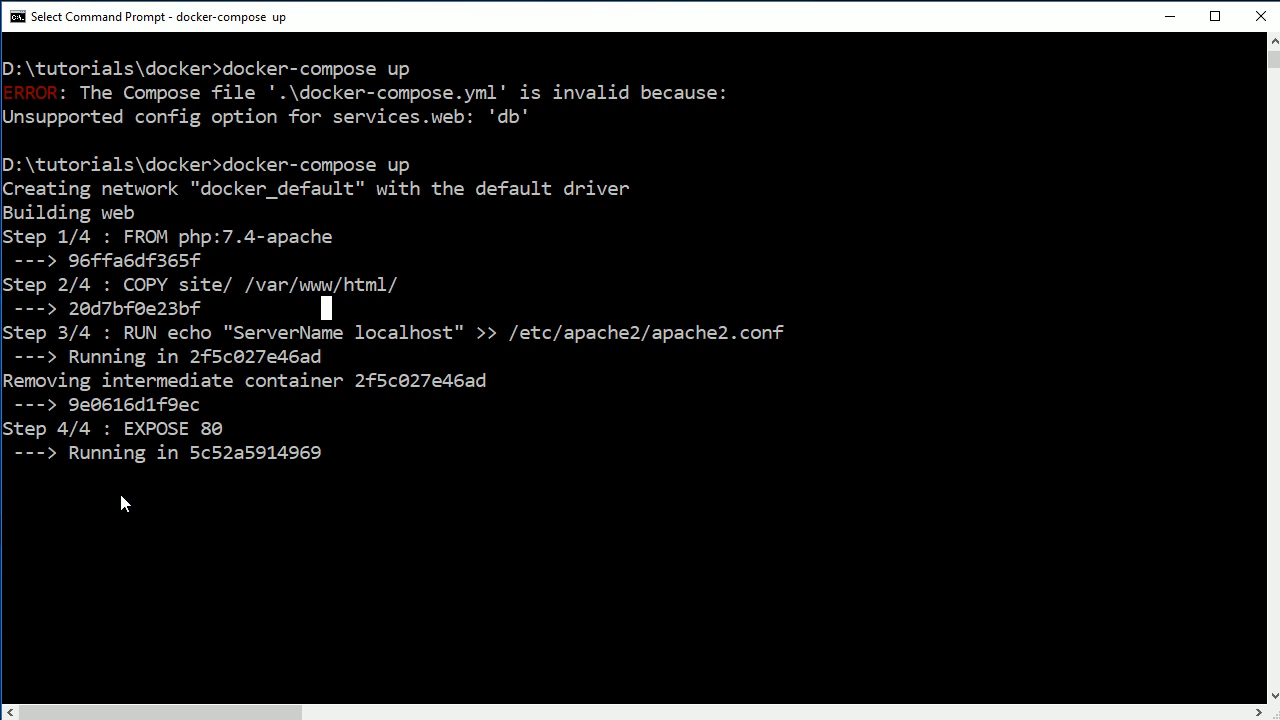 Select Command Prompt - docker-compose up
D:\tutorials\docker>docker-compose up
ERROR: The Compose file '.\docker-compose.yml' is invalid because:
Unsupported config option for services.web: 'db'
D:\tutorials\docker>docker-compose up
Creating network "docker_default" with the default driver
Building web
Step 1/4 : FROM php:7.4-apache
 ---> 96ffa6df365f
Step 2/4 : COPY site/ /var/www/html/
 ---> 20d7bf0e23bf
Step 3/4 : RUN echo "ServerName localhost" >> /etc/apache2/apache2.conf
 ---> Running in 2f5c027e46ad
Removing intermediate container 2f5c027e46ad
 ---> 9e0616d1f9ec
Step 4/4 : EXPOSE 80
 ---> Running in 5c52a5914969